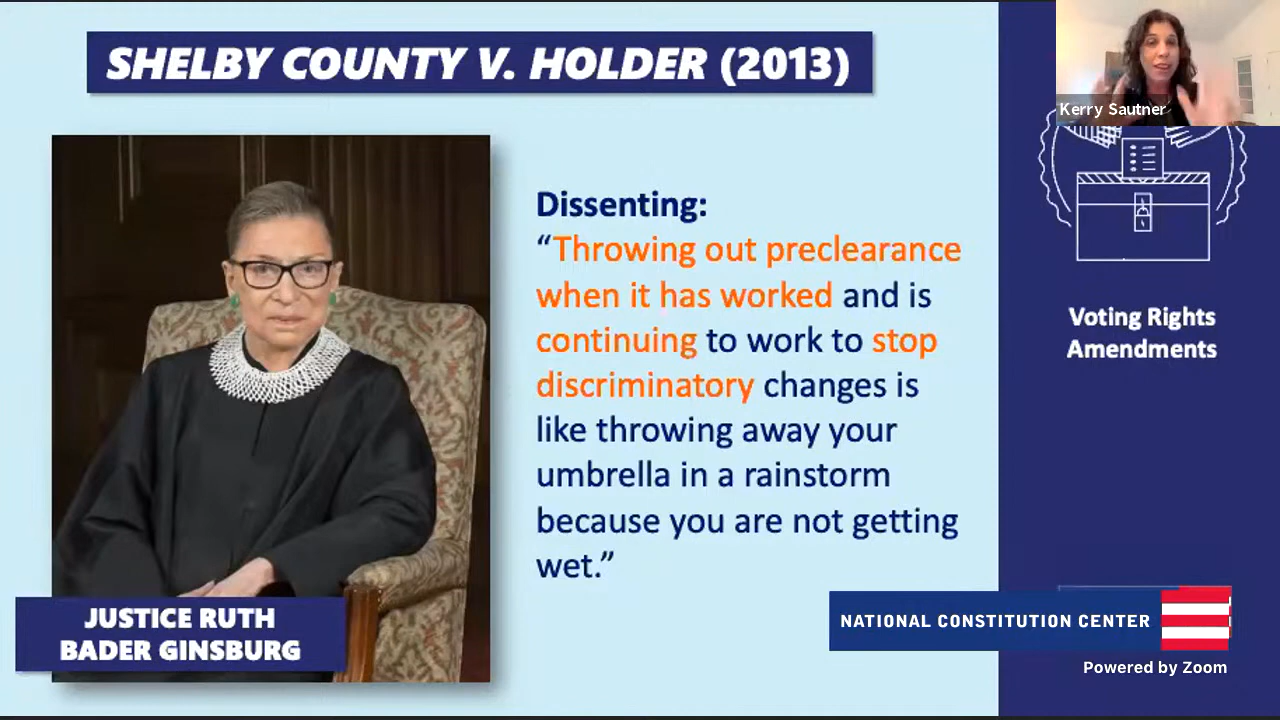 SHELBY COUNTY V. HOLDER (2013)
Kerry Sautner
Dissenting:
“Throwing out preclearance
when it has worked and is
continuing to work to stop
discriminatory changes is
like throwing away your
umbrella in a rainstorm
because you are not getting
wet.”
JUSTICE RUTH
BADER GINSBURG
Voting Rights
Amendments
NATIONAL CONSTITUTION CENTER
Powered by Zoom